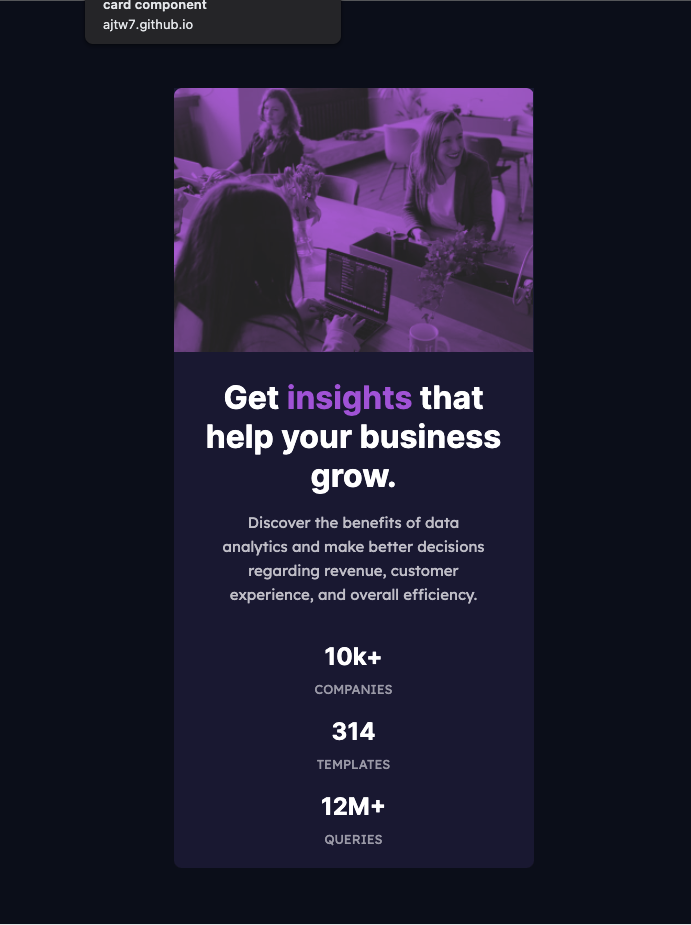 card component
ajtw7.github.io
Get insights that
help your business
grow.
Discover the benefits of data
analytics and make better decisions
regarding revenue, customer
experience, and overall efficiency.
10k+
COMPANIES
314
TEMPLATES
12M+
QUERIES